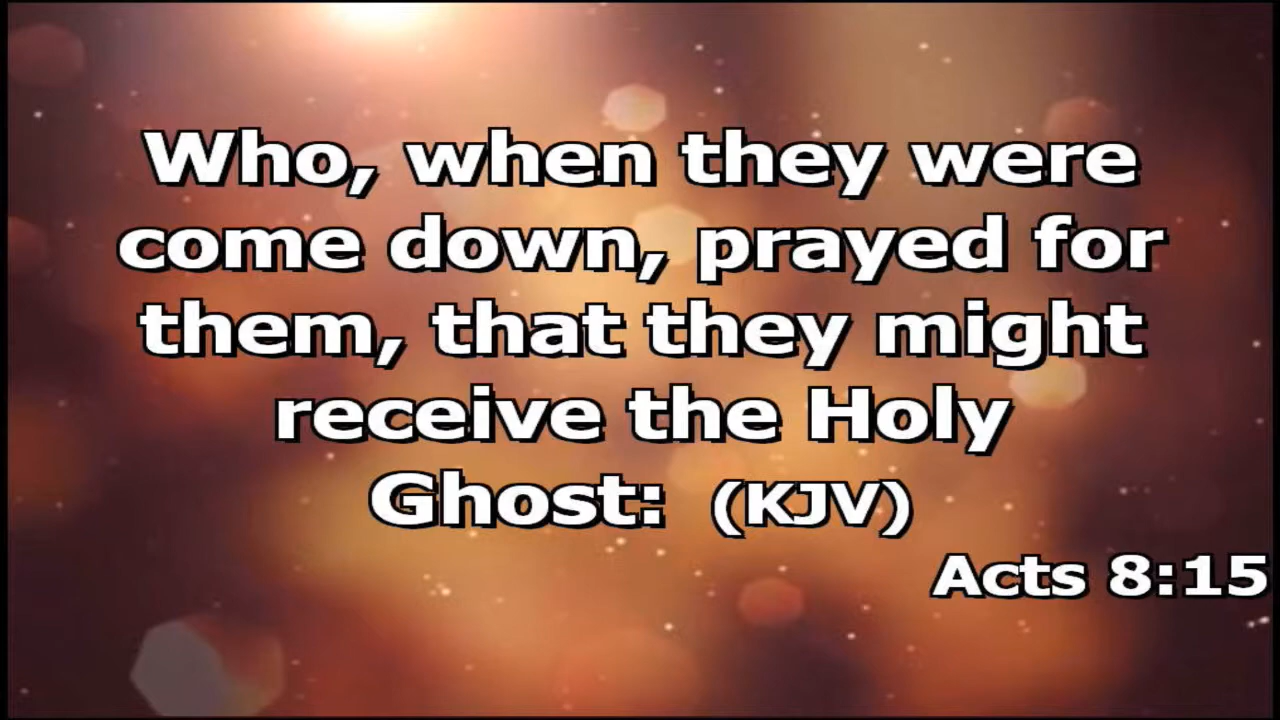 Who, when they were
come down, prayed for
them, that they might
receive the Holy
Ghost: (KJV)
Acts 8:15